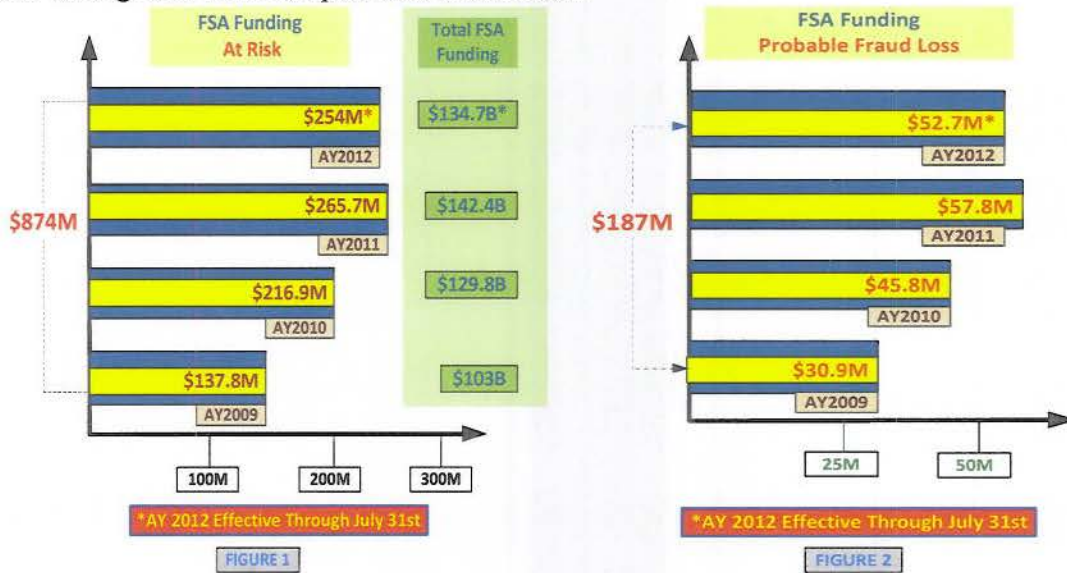 FSA Funding
At Risk
Total FSA
Funding
$254M*
$134.7B*
AY2012
$265.7M
$142.4B
AY2011
$874M
$216.9M
$129.8B
AY2010
$137.8M
$103B
AY2009
100M
200M
300M
*AY 2012 Effective Through July 31st
FIGURE 1
FSA Funding
Probable Fraud Loss
$52.7M*
AY2012
$187M
$57.8M
AY2011
$45.8M
AY2010
$30.9M
AY2009
25M
50M
*AY 2012 Effective Through July 31st
FIGURE 2